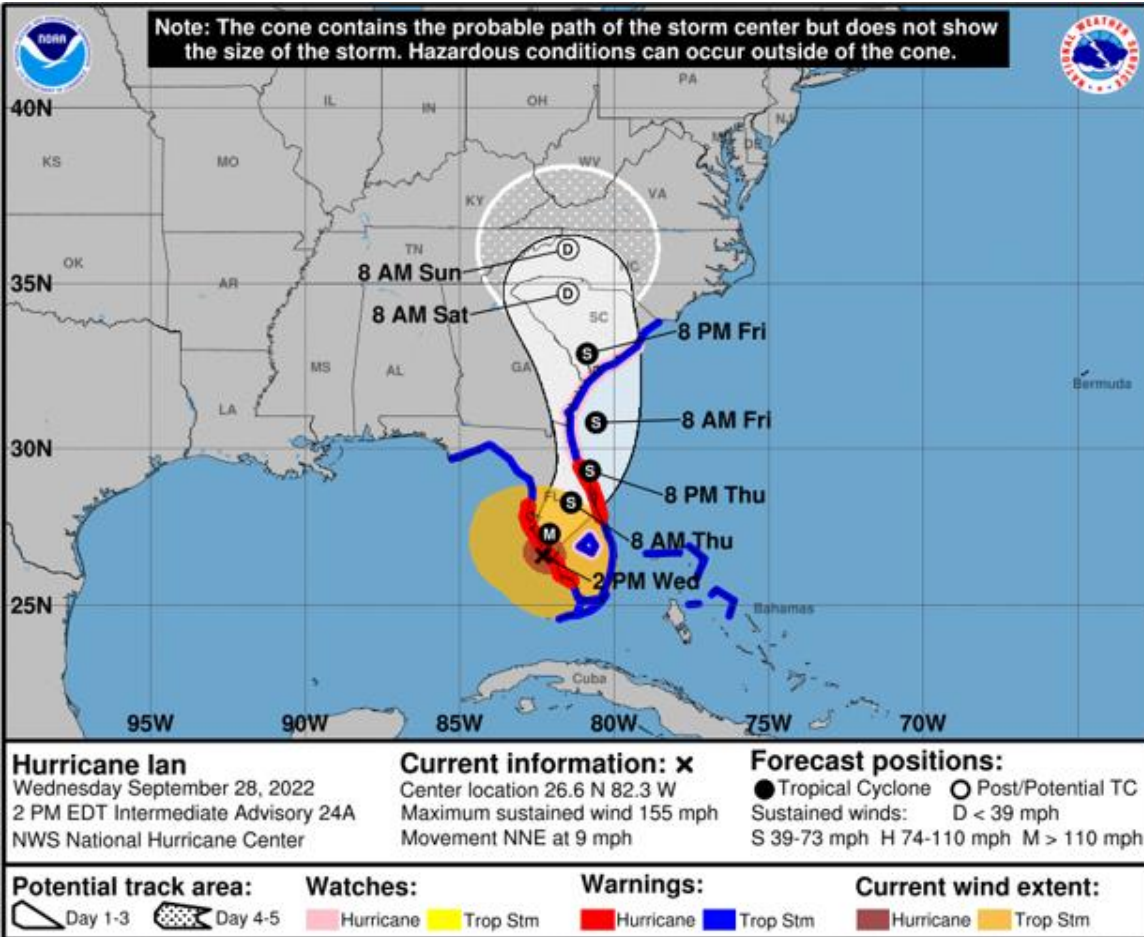 Note: The cone contains the probable path of the storm center but does not show
the size of the storm. Hazardous conditions can occur outside of the cone.
NOAA
NATIONAL WEATHER SERVICE
40N
35N
30N
25N
95W
90W
85W
80W
75W
70W
KS
MO
IL
IN
OH
PA
NJ
DE
WV
VA
KY
OK
AR
TN
NC
SC
MS
AL
GA
LA
FL
Bermuda
Bahamas
Cuba
8 AM Sun
D
8 AM Sat
D
8 PM Fri
S
8 AM Fri
S
8 PM Thu
S
8 AM Thu
S
M
2 PM Wed
Hurricane Ian
Wednesday September 28, 2022
2 PM EDT Intermediate Advisory 24A
NWS National Hurricane Center
Current information: x
Center location 26.6 N 82.3 W
Maximum sustained wind 155 mph
Movement NNE at 9 mph
Forecast positions:
Tropical Cyclone Post/Potential TC
Sustained winds: D < 39 mph
S 39-73 mph H 74-110 mph M > 110 mph
Potential track area:
Day 1-3 Day 4-5
Watches:
Hurricane Trop Stm
Warnings:
Hurricane Trop Stm
Current wind extent:
Hurricane Trop Stm